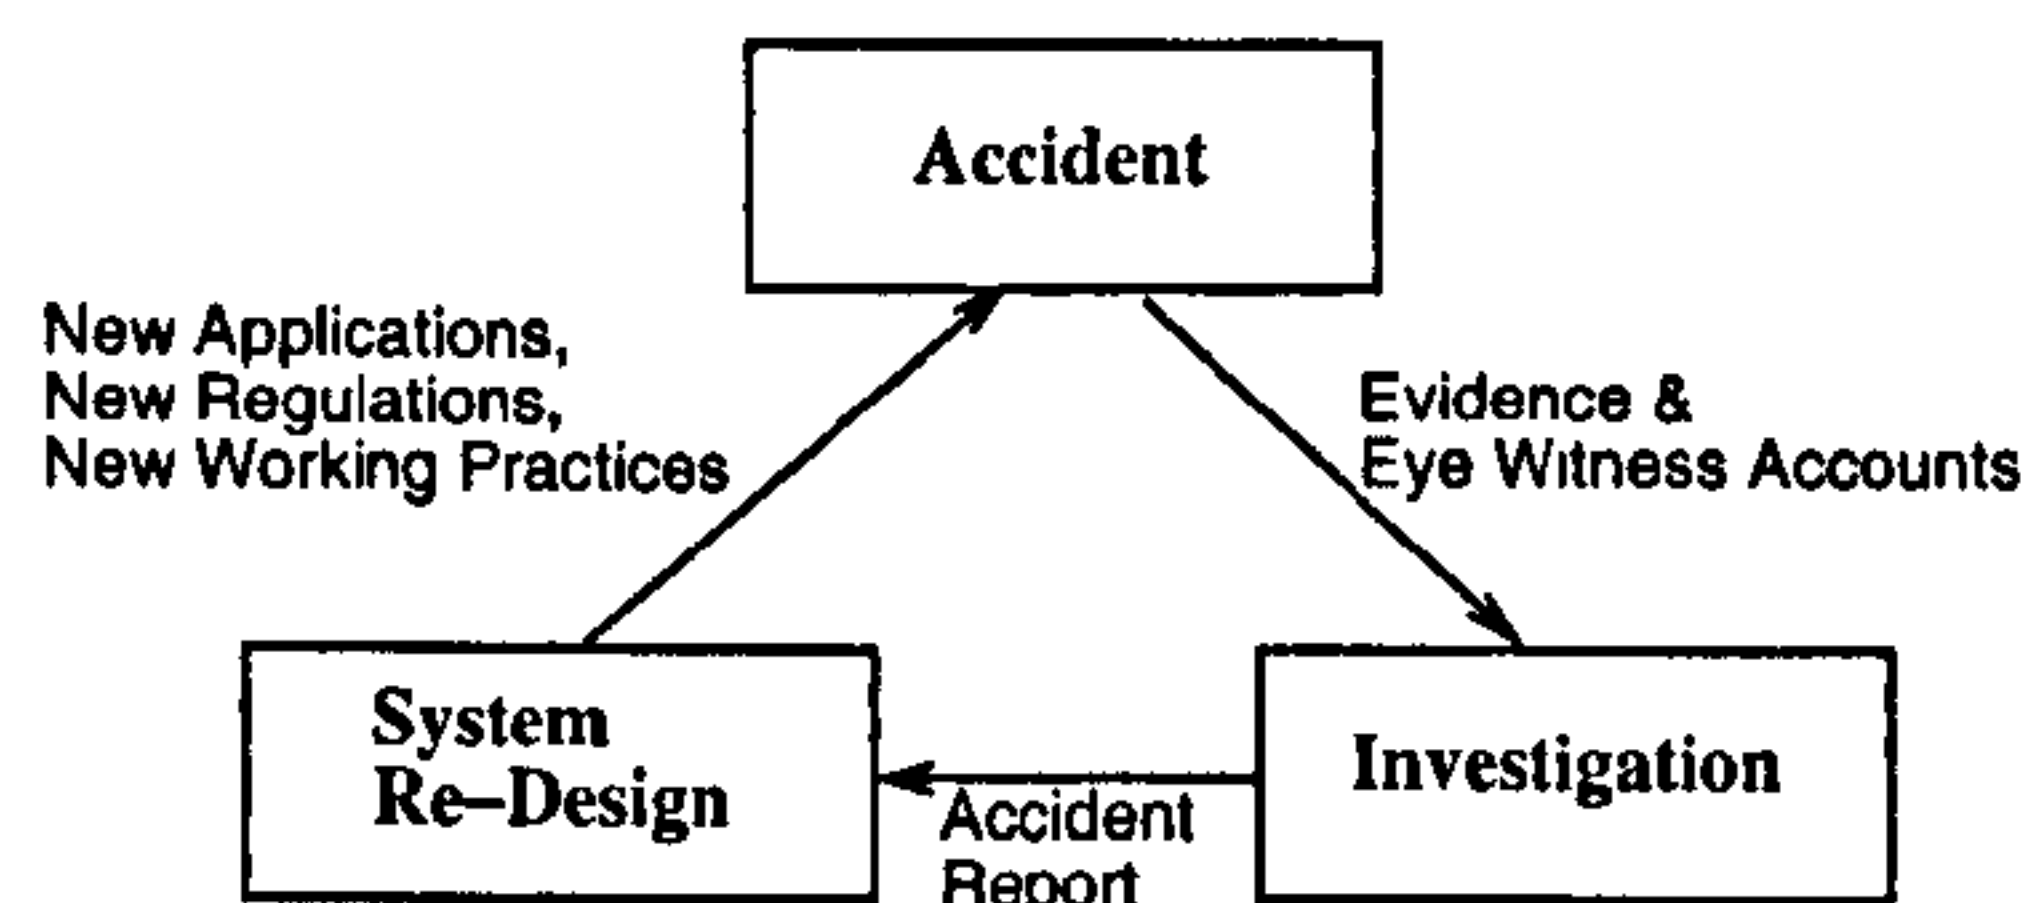 Accident
New Applications,
New Regulations,
New Working Practices
Evidence &
Eye Witness Accounts
System
Re–Design
Investigation
Accident
Report